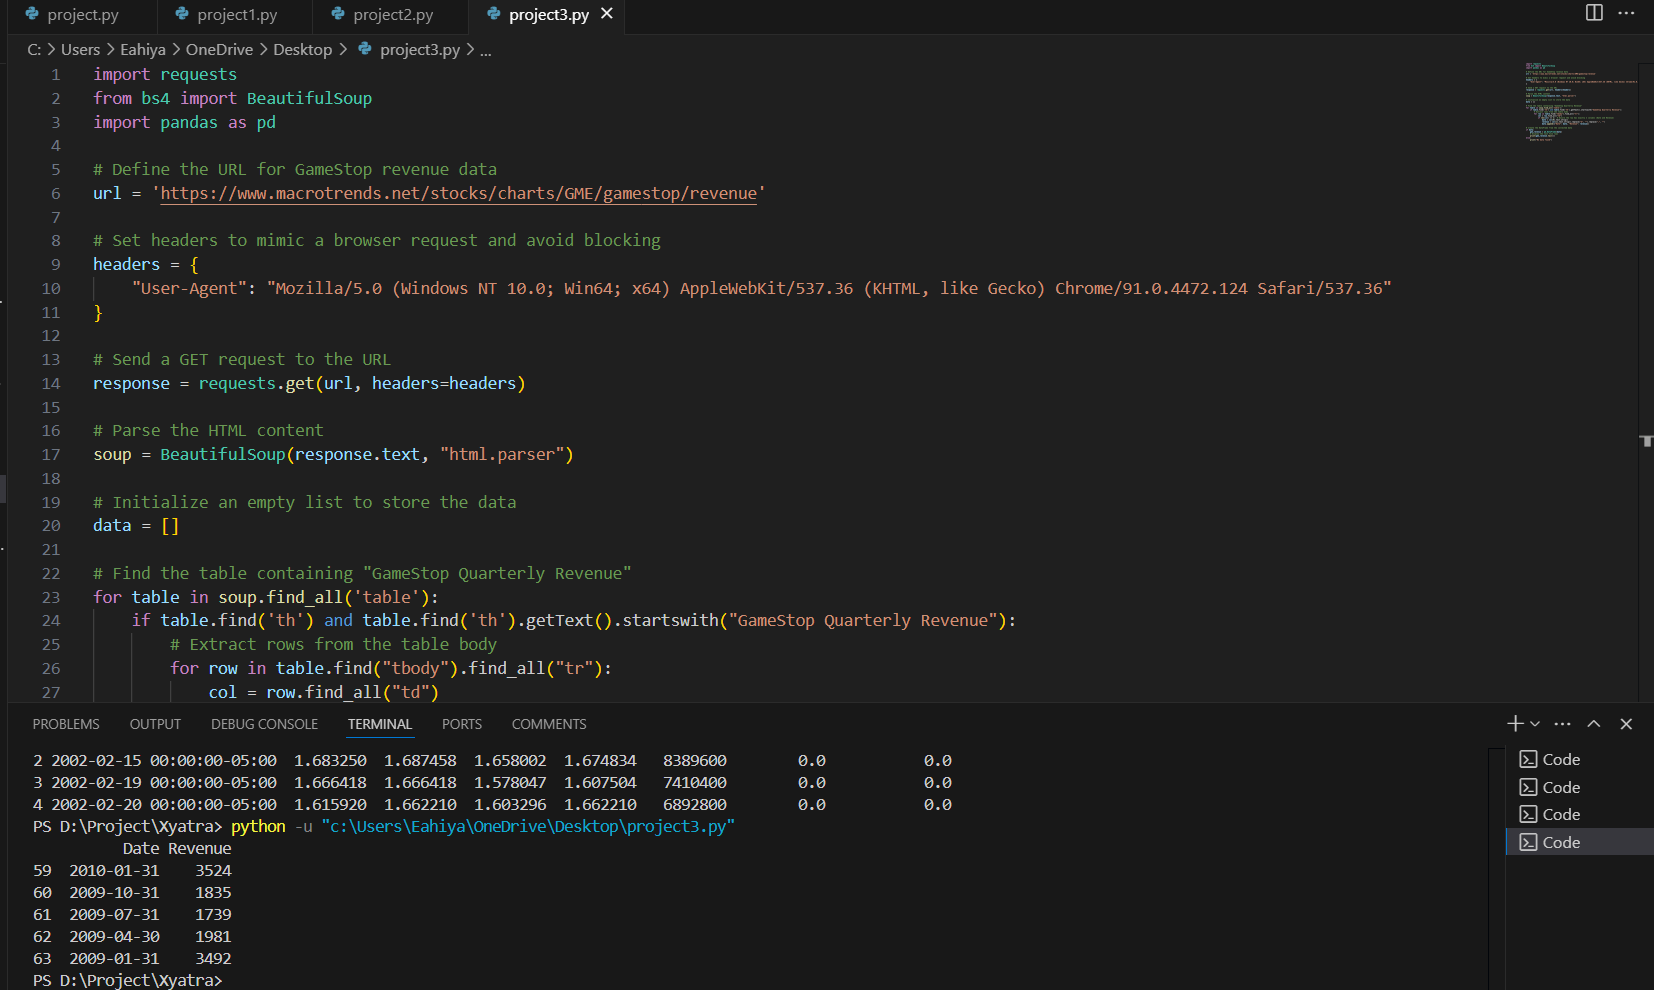 project.py project1.py project2.py project3.py
C: > Users > Eahiya > OneDrive > Desktop > project3.py > ...
1 import requests
2 from bs4 import BeautifulSoup
3 import pandas as pd
4
5 # Define the URL for GameStop revenue data
6 url = 'https://www.macrotrends.net/stocks/charts/GME/gamestop/revenue'
7
8 # Set headers to mimic a browser request and avoid blocking
9 headers = {
10 "User-Agent": "Mozilla/5.0 (Windows NT 10.0; Win64; x64) AppleWebKit/537.36 (KHTML, like Gecko) Chrome/91.0.4472.124 Safari/537.36"
11 }
12
13 # Send a GET request to the URL
14 response = requests.get(url, headers=headers)
15
16 # Parse the HTML content
17 soup = BeautifulSoup(response.text, "html.parser")
18
19 # Initialize an empty list to store the data
20 data = []
21
22 # Find the table containing "GameStop Quarterly Revenue"
23 for table in soup.find_all('table'):
24 if table.find('th') and table.find('th').getText().startswith("GameStop Quarterly Revenue"):
25 # Extract rows from the table body
26 for row in table.find("tbody").find_all("tr"):
27 col = row.find_all("td")
PROBLEMS OUTPUT DEBUG CONSOLE TERMINAL PORTS COMMENTS
2 2002-02-15 00:00:00-05:00 1.683250 1.687458 1.658002 1.674834 8389600 0.0 0.0
3 2002-02-19 00:00:00-05:00 1.666418 1.666418 1.578047 1.607504 7410400 0.0 0.0
4 2002-02-20 00:00:00-05:00 1.615920 1.662210 1.603296 1.662210 6892800 0.0 0.0
PS D:\Project\Xyatra> python -u "c:\Users\Eahiya\OneDrive\Desktop\project3.py"
Date Revenue
59 2010-01-31 3524
60 2009-10-31 1835
61 2009-07-31 1739
62 2009-04-30 1981
63 2009-01-31 3492
PS D:\Project\Xyatra>
Code
Code
Code
Code